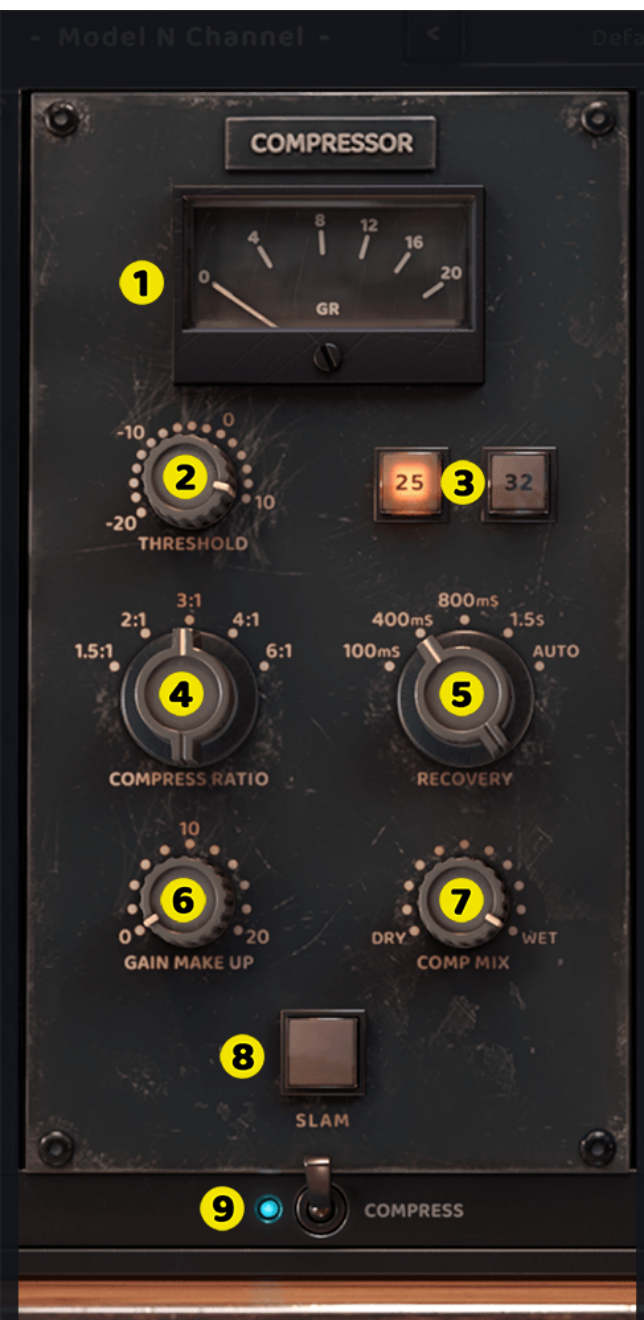 - Model N Channel -
<
Defa
COMPRESSOR
0 4 8 12 16 20
GR
1
-10 0
2
-20 10
THRESHOLD
25 3 32
1.5:1 2:1 3:1 4:1 6:1
4
COMPRESS RATIO
100ms 400ms 800ms 1.5s AUTO
5
RECOVERY
10
6
0 20
GAIN MAKE UP
7
DRY WET
COMP MIX
8
SLAM
9 COMPRESS